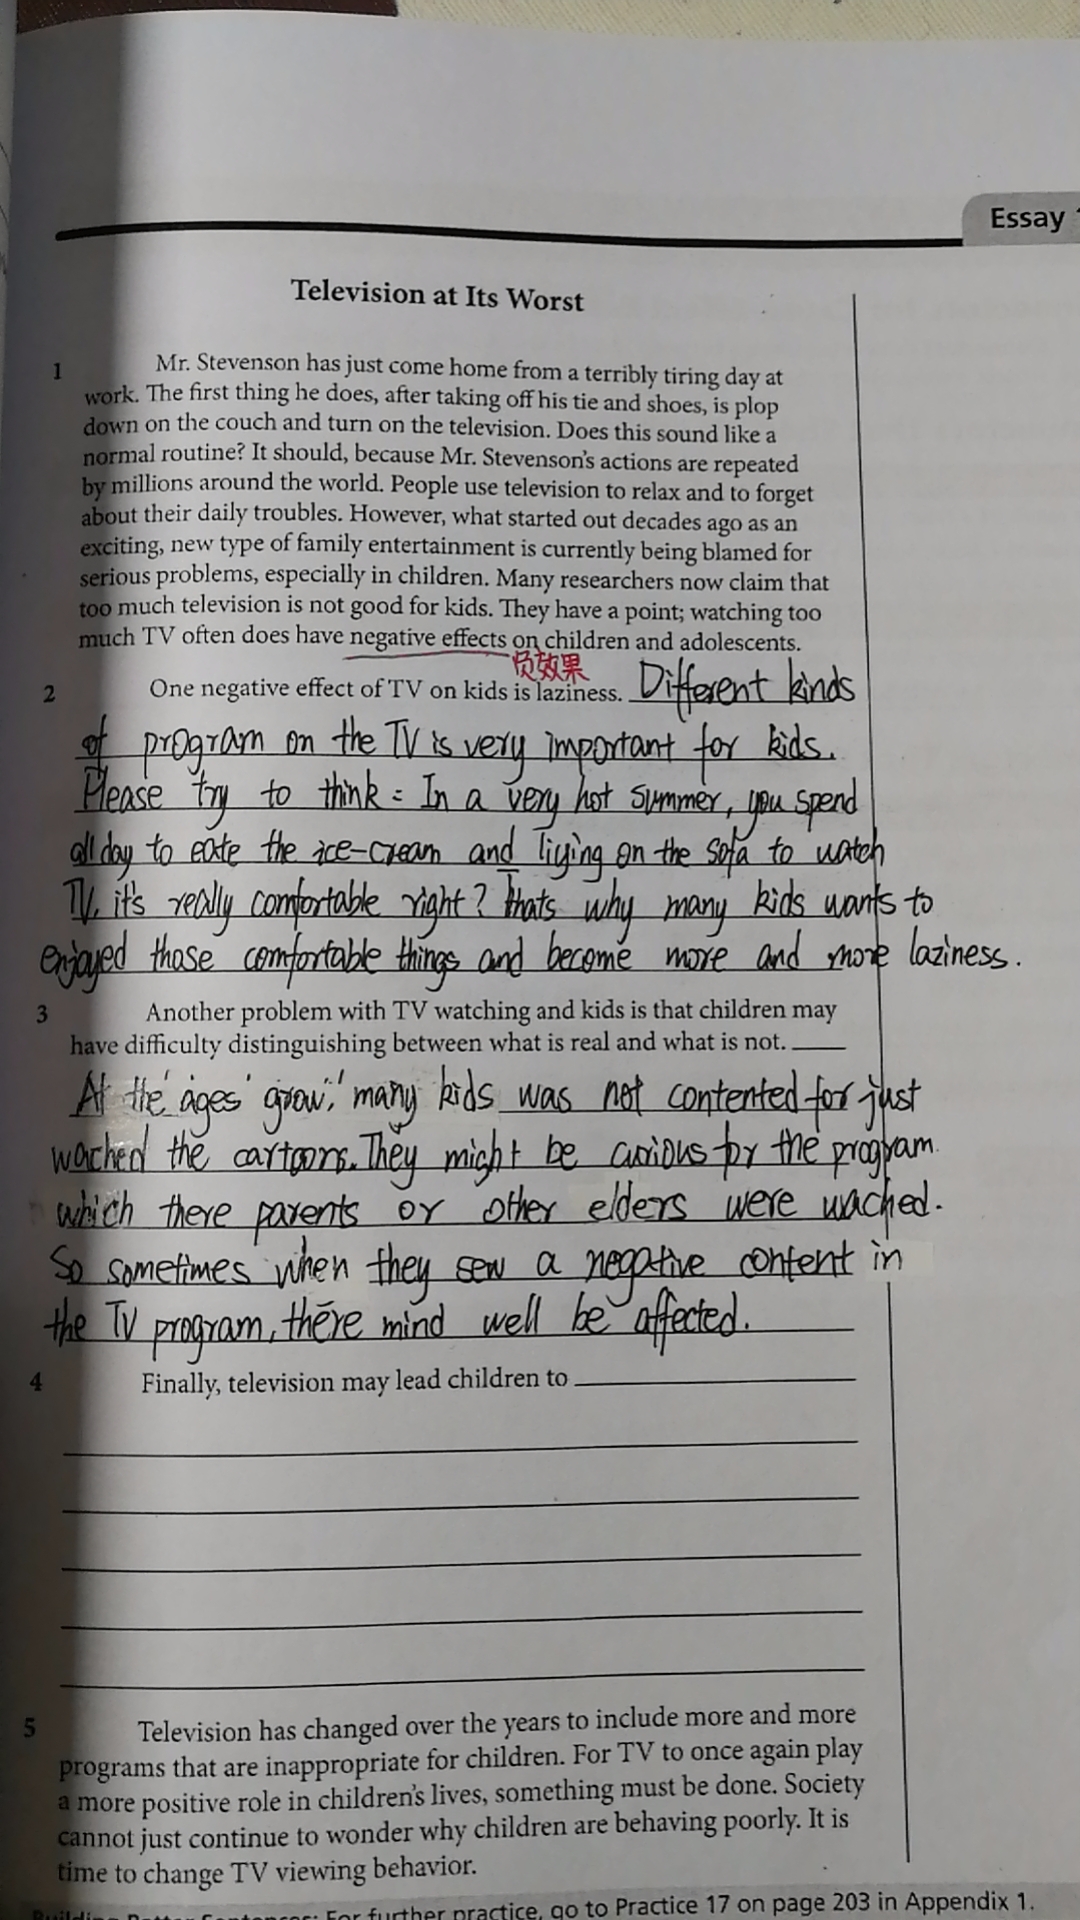 Essay
Television at Its Worst
1 Mr. Stevenson has just come home from a terribly tiring day at
work. The first thing he does, after taking off his tie and shoes, is plop
down on the couch and turn on the television. Does this sound like a
normal routine? It should, because Mr. Stevenson's actions are repeated
by millions around the world. People use television to relax and to forget
about their daily troubles. However, what started out decades ago as an
exciting, new type of family entertainment is currently being blamed for
serious problems, especially in children. Many researchers now claim that
too much television is not good for kids. They have a point; watching too
much TV often does have negative effects on children and adolescents.
负效果
2 One negative effect of TV on kids is laziness. Different kinds
of program on the TV is very important for kids.
Please try to think: In a very hot summer, you spend
all day to eate the ice-cream and liying on the sofa to watch
TV, it's really comfortable right? Thats why many kids wants to
enjoyed those comfortable things and become more and more laziness.
3 Another problem with TV watching and kids is that children may
have difficulty distinguishing between what is real and what is not.
At the "ages grow," many kids was not contented for just
wached the cartoons. They might be curious for the program
which there parents or other elders were wached.
So sometimes when they sew a negative content in
the TV program, there mind well be affected.
4 Finally, television may lead children to
5 Television has changed over the years to include more and more
programs that are inappropriate for children. For TV to once again play
a more positive role in children's lives, something must be done. Society
cannot just continue to wonder why children are behaving poorly. It is
time to change TV viewing behavior.
Building Better Sentences: For further practice, go to Practice 17 on page 203 in Appendix 1.